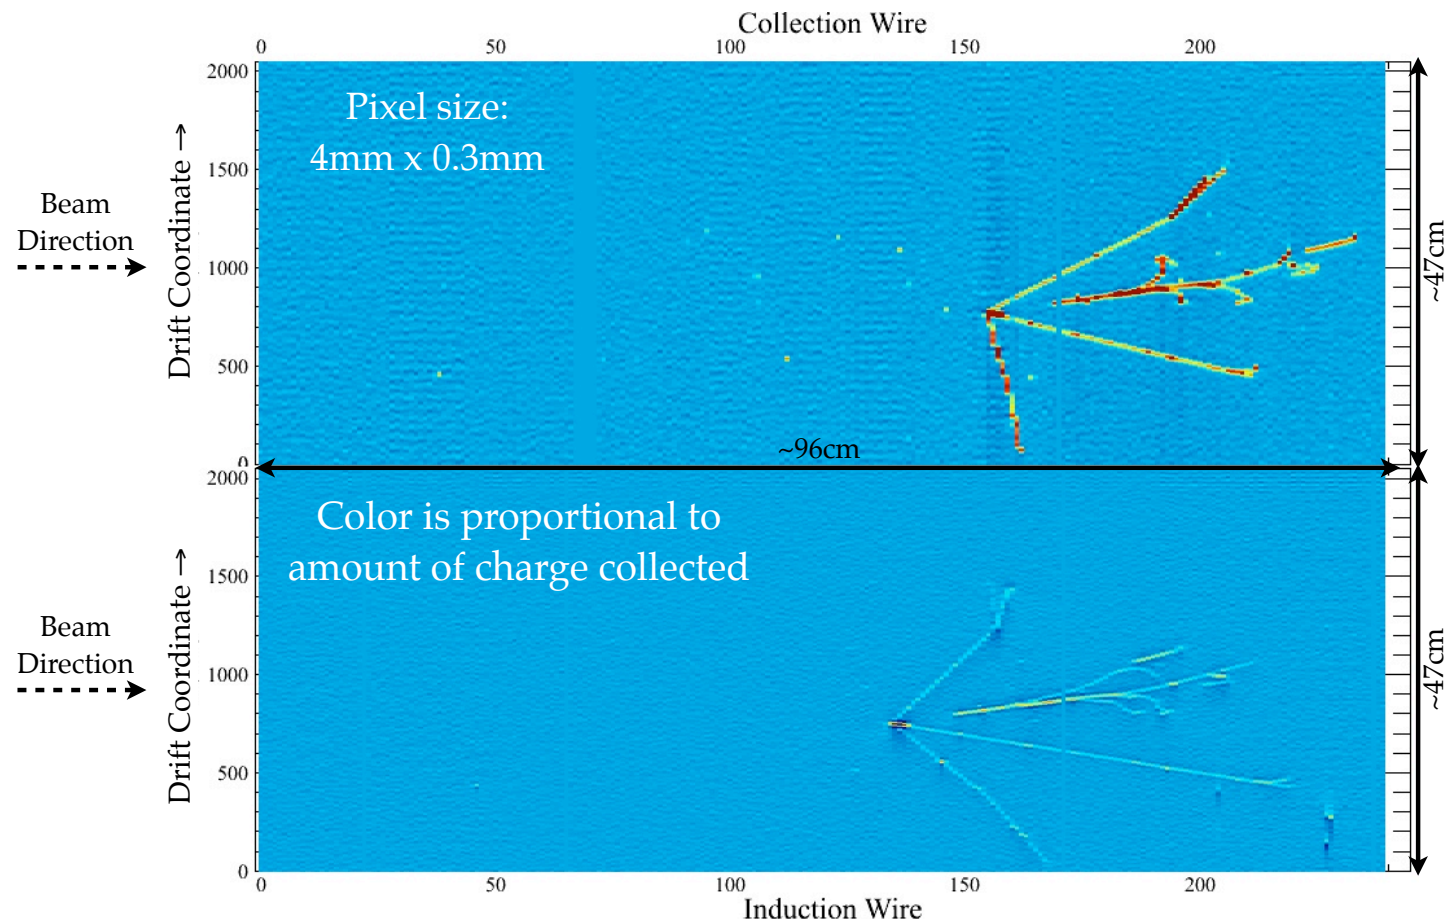 Collection Wire
0 50 100 150 200
2000
1500
1000
500
0
Drift Coordinate →
Pixel size:
4mm x 0.3mm
Beam
Direction
~47cm
~96cm
2000
1500
1000
500
0
Drift Coordinate →
Color is proportional to
amount of charge collected
Beam
Direction
~47cm
0 50 100 150 200
Induction Wire